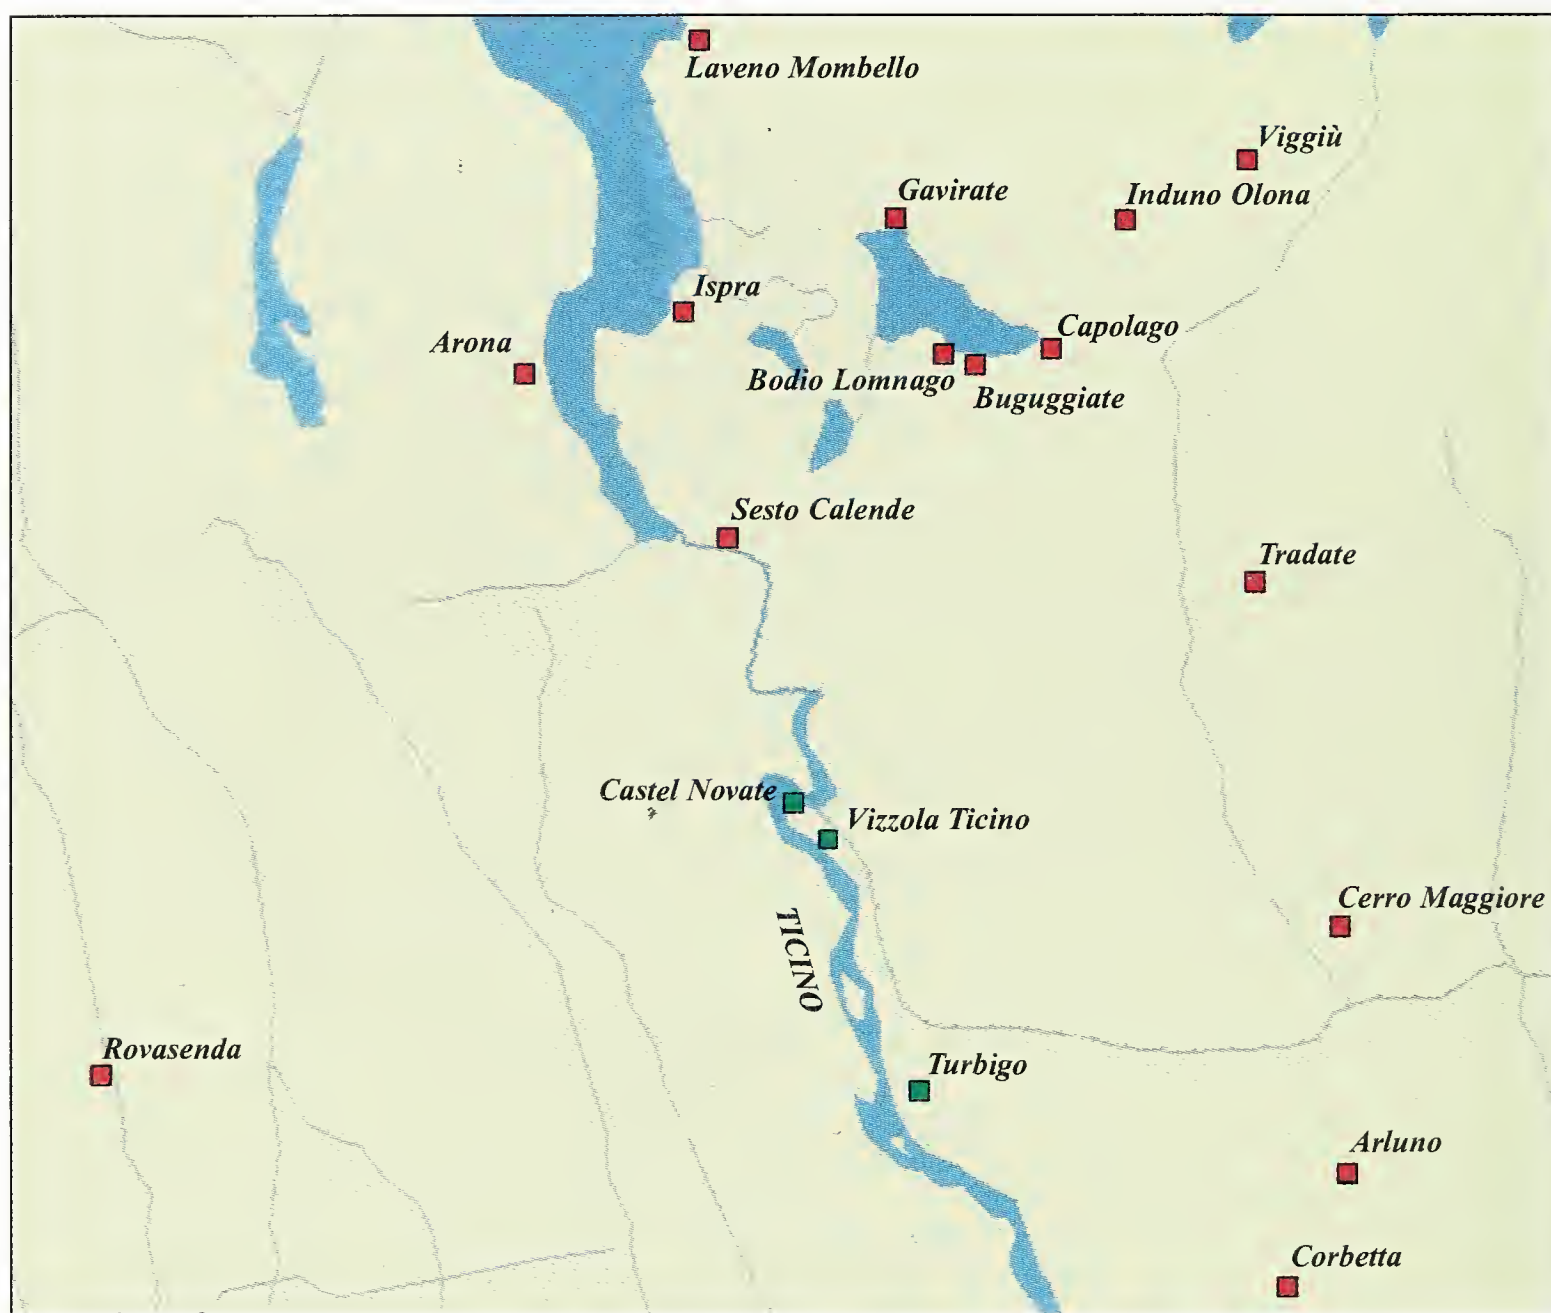 Laveno Mombello
Viggiù
Gavirate
Induno Olona
Ispra
Capolago
Arona
Bodio Lomnago
Buguggiate
Sesto Calende
Tradate
Castel Novate
Vizzola Ticino
Cerro Maggiore
TICINO
Rovasenda
Turbigo
Arluno
Corbetta